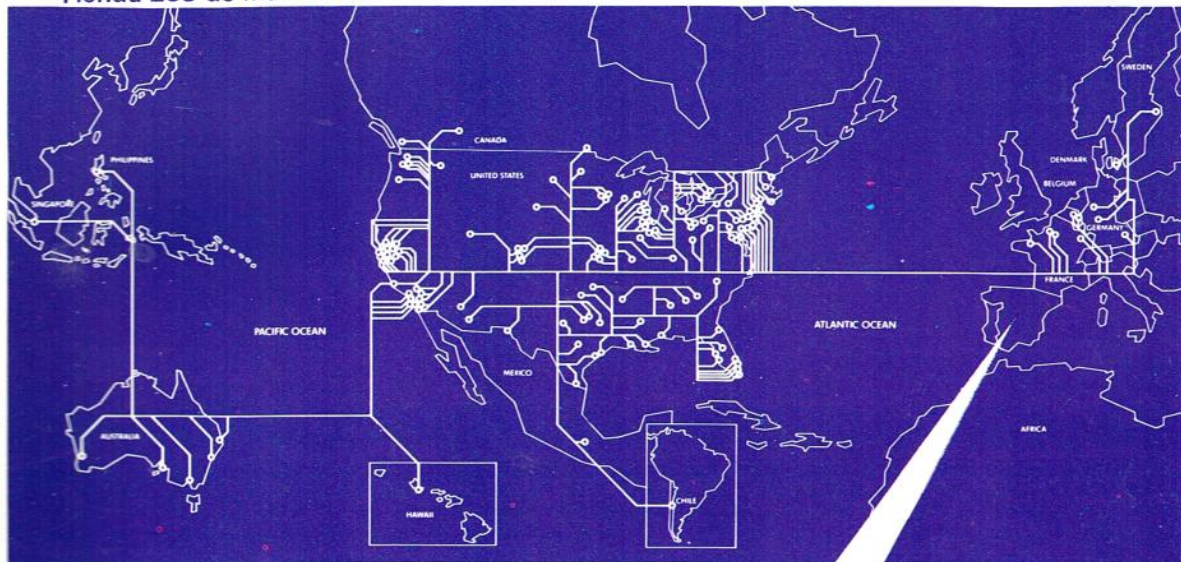 CANADA
SWEDEN
PHILIPPINES
DENMARK
UNITED STATES
BELGIUM
SINGAPORE
GERMANY
FRANCE
PACIFIC OCEAN
ATLANTIC OCEAN
MEXICO
AUSTRALIA
AFRICA
CHILE
HAWAII